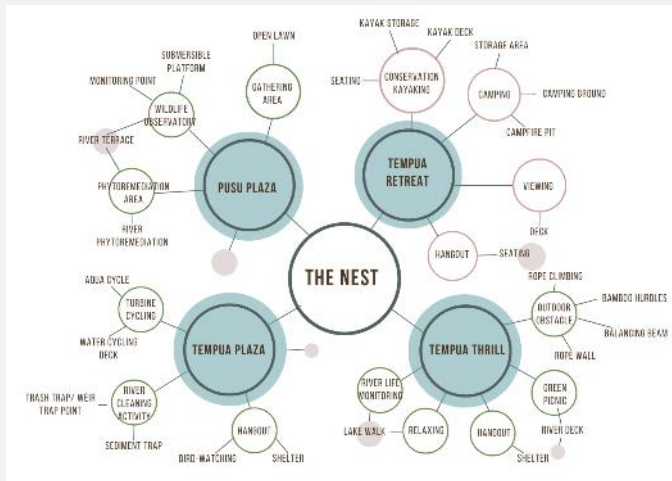 KAYAK STORAGE
KAYAK DECK
OPEN LAWN
STORAGE AREA
SUBMERSIBLE
PLATFORM
MONITORING POINT
SEATING
CONSERVATION
KAYAKING
GATHERING
AREA
CAMPING
CAMPING GROUND
WILDLIFE
OBSERVATORY
CAMPFIRE PIT
RIVER TERRACE
TEMPUA
RETREAT
PUSU PLAZA
PHYTOREMEDIATION
AREA
VIEWING
RIVER
PHYTOREMEDIATION
DECK
HANGOUT
SEATING
THE NEST
ROPE CLIMBING
AQUA CYCLE
TURBINE
CYCLING
OUTDOOR
OBSTACLE
BAMBOO HURDLES
BALANCING BEAM
WATER CYCLING
DECK
TEMPUA PLAZA
TEMPUA THRILL
ROPE WALL
RIVER
CLEANING
ACTIVITY
TRASH TRAP/ WEIR
TRAP POINT
RIVER LIFE
MONITORING
GREEN
PICNIC
SEDIMENT TRAP
HANGOUT
LAKE WALK
RELAXING
HANGOUT
RIVER DECK
BIRD-WATCHING
SHELTER
SHELTER